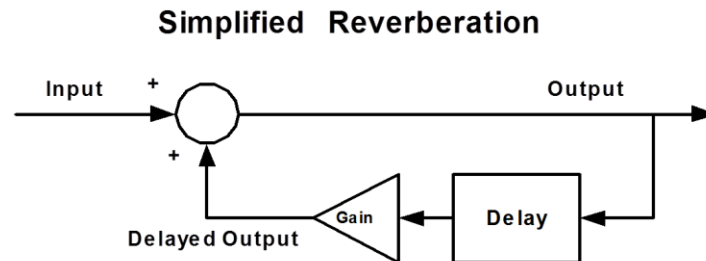 Simplified Reverberation
Input
+
Output
+
Gain
Delay
Delayed Output